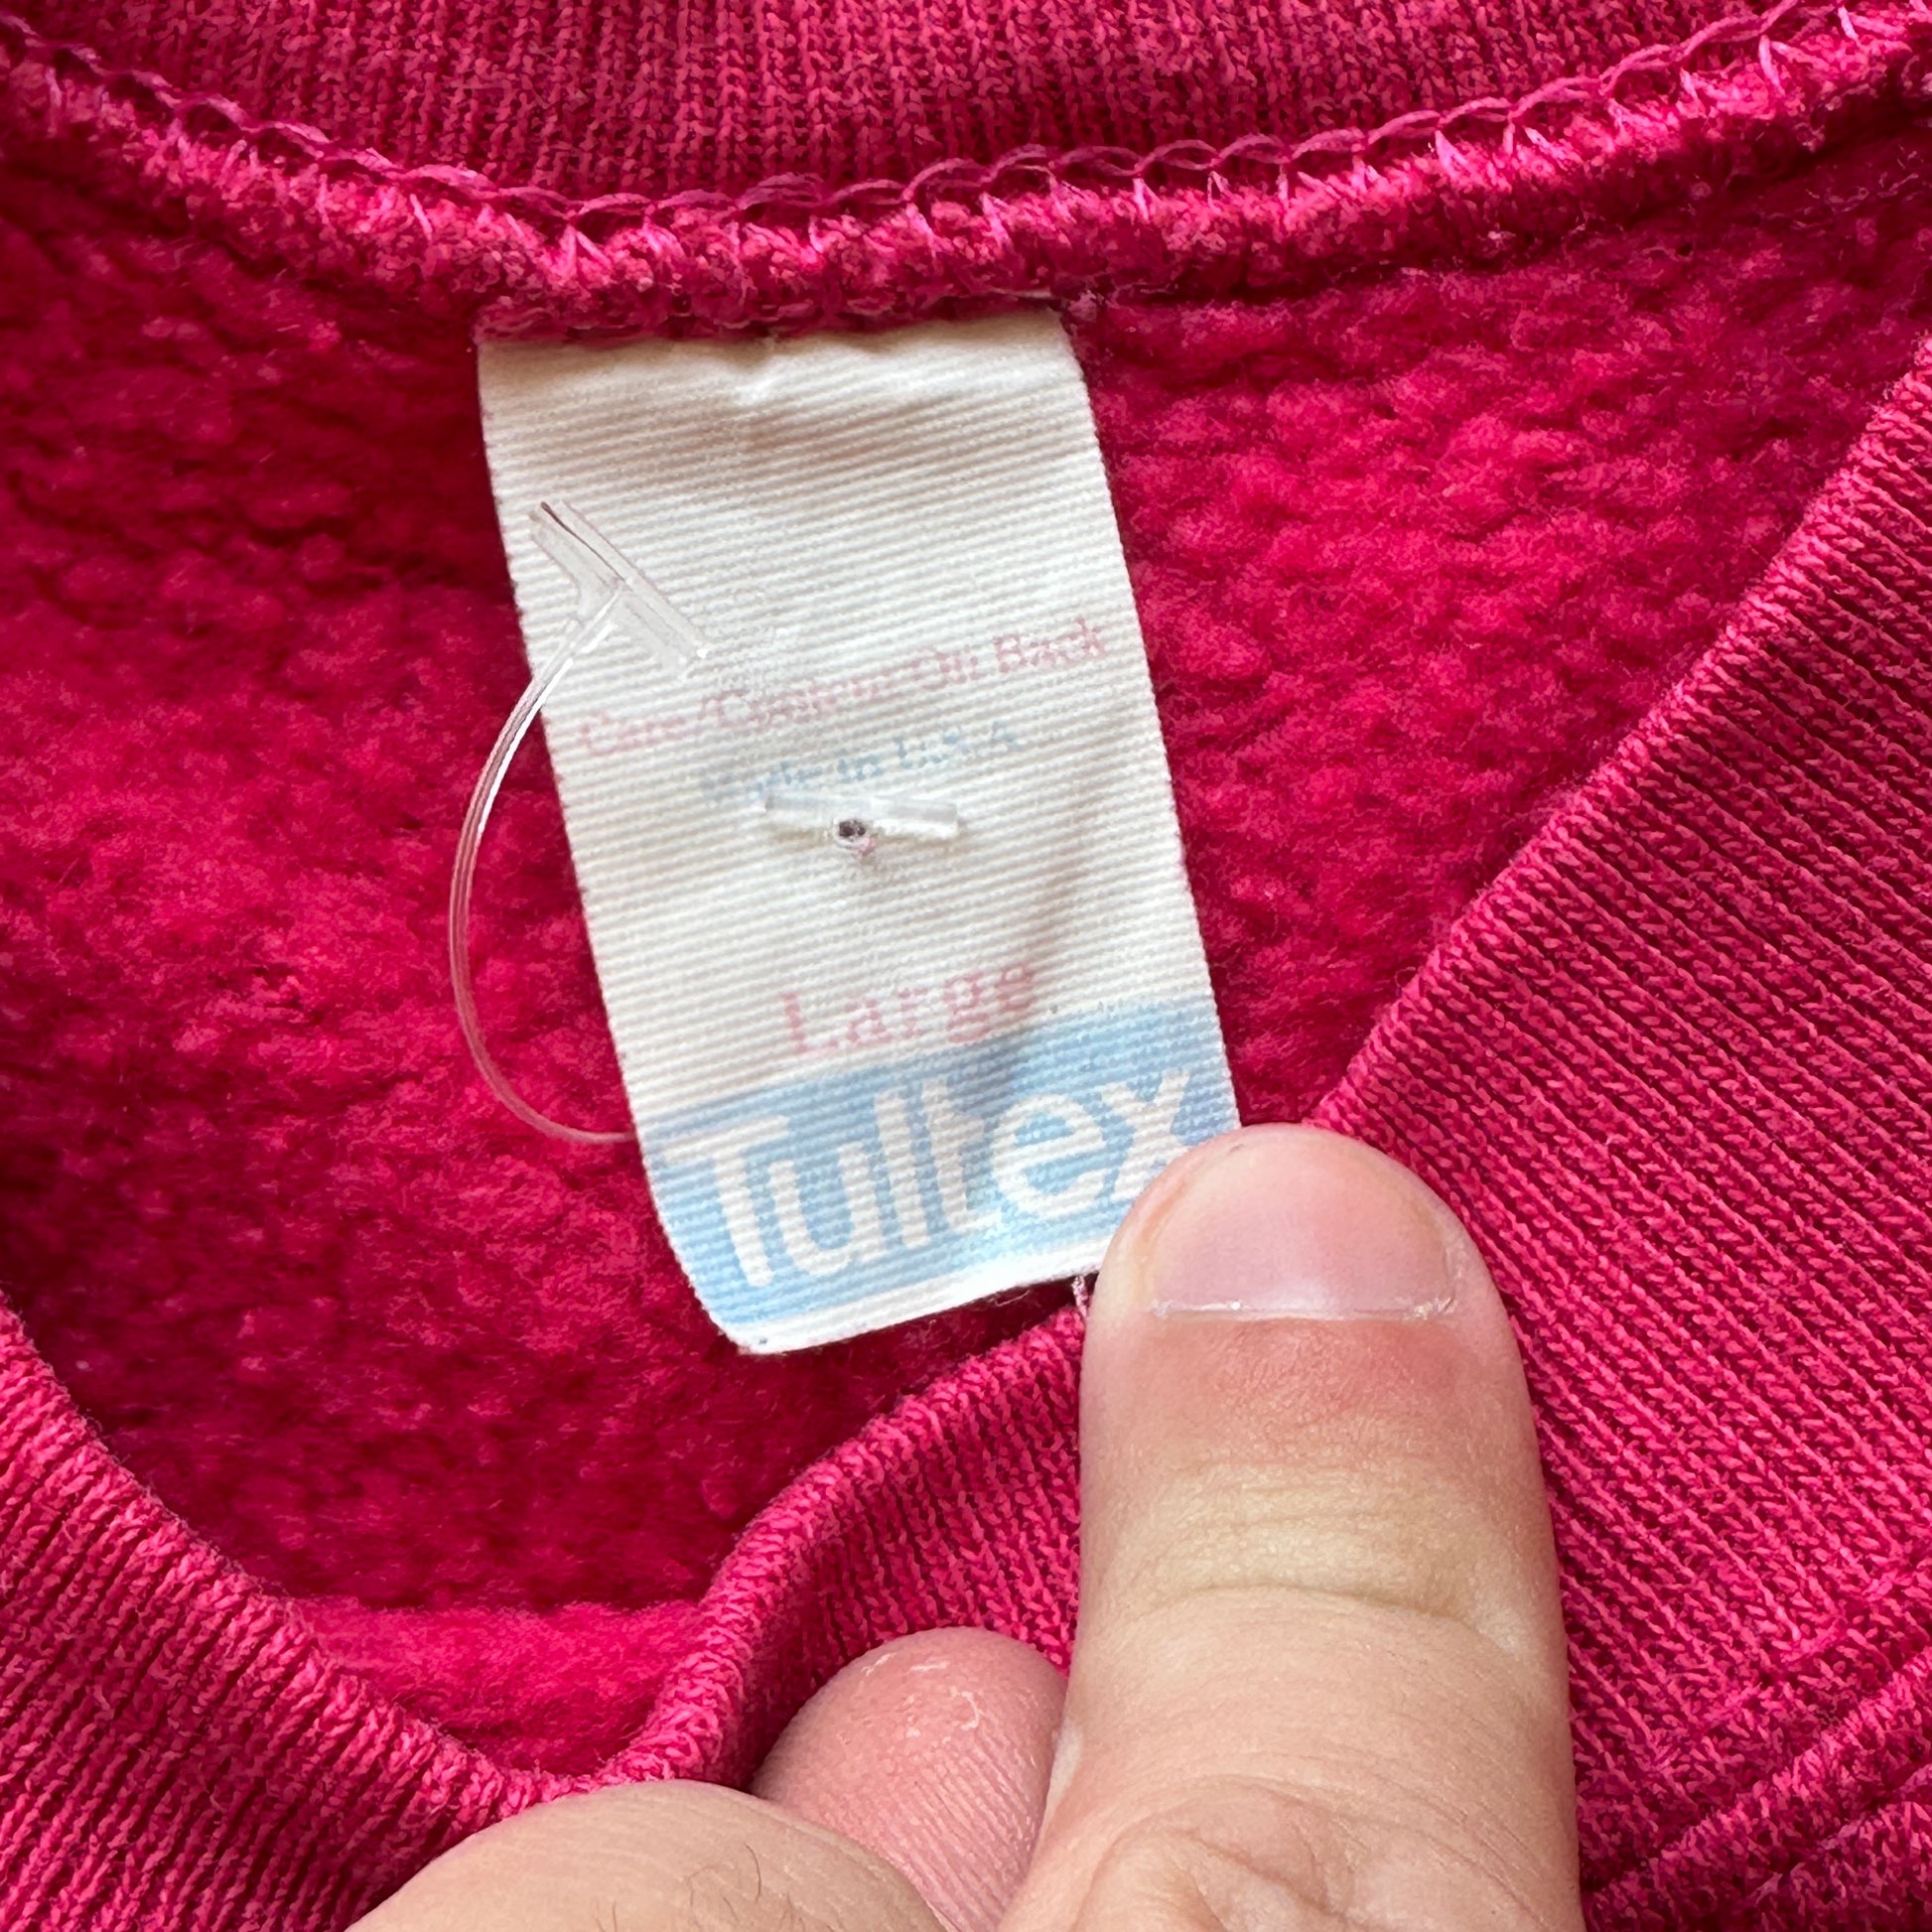 Care/Content On Back
Made in U.S.A.
Large
Tultex